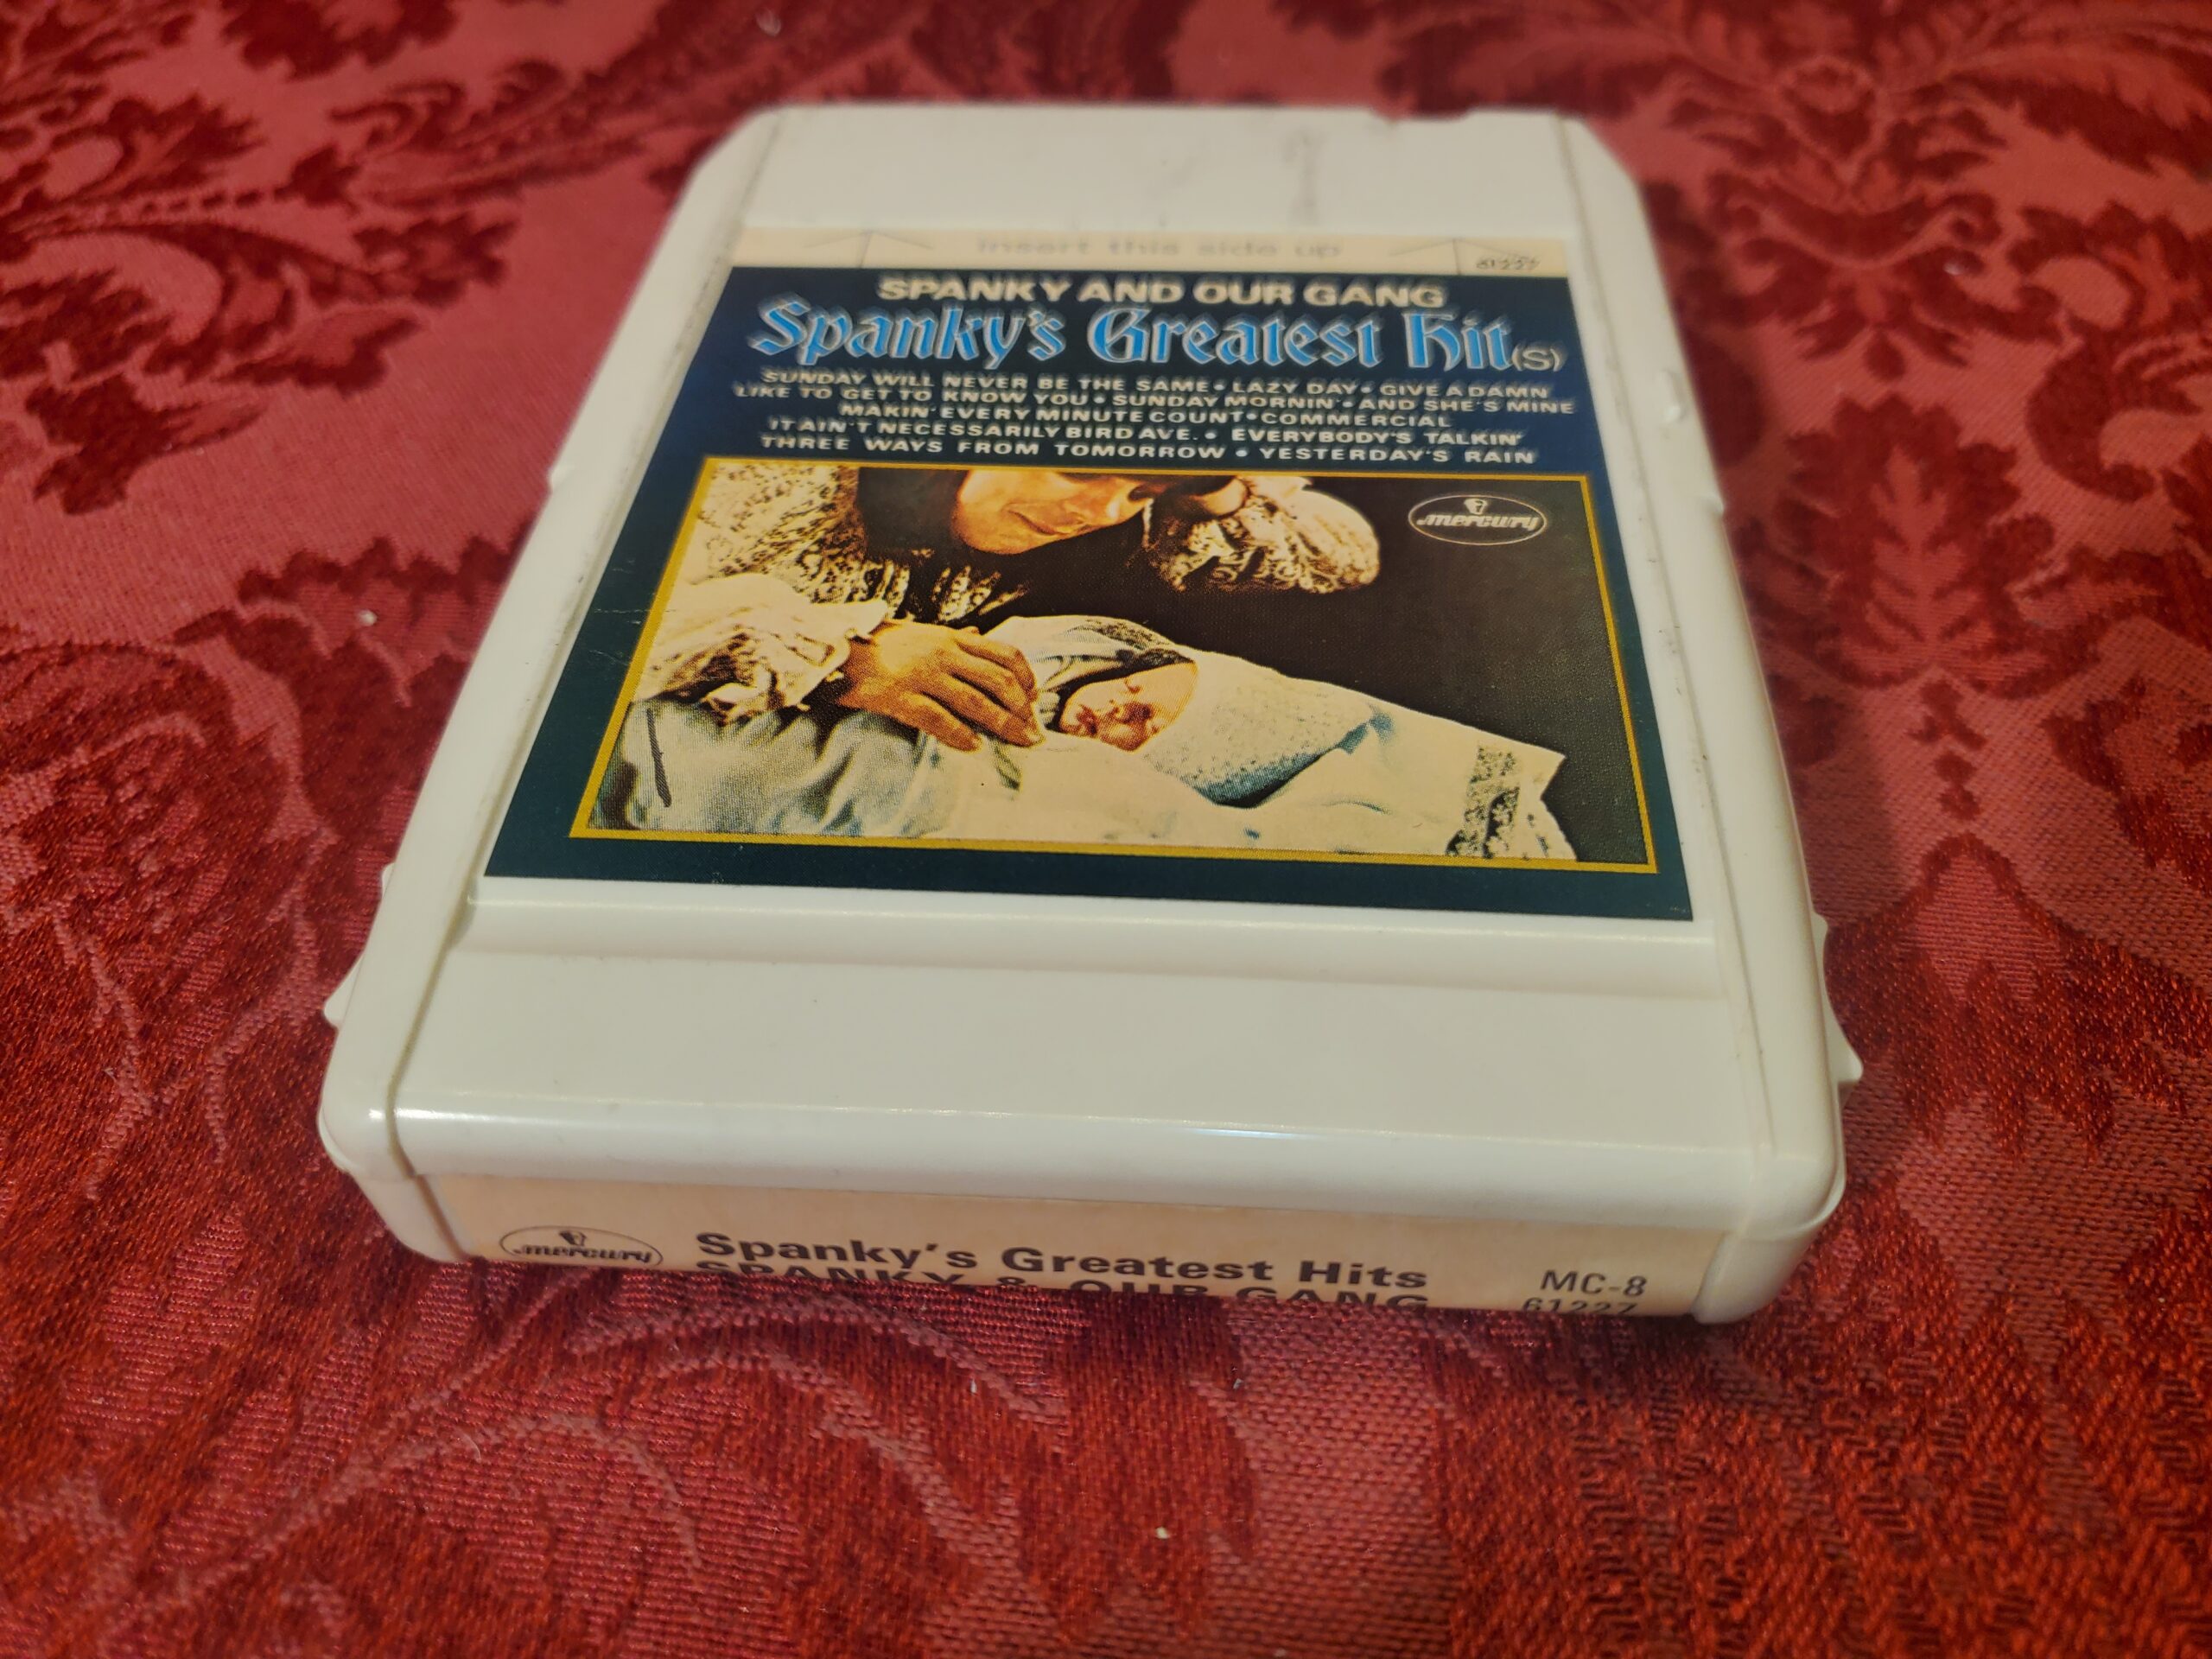 insert this side up
61227
SPANKY AND OUR GANG
Spanky's Greatest Hit(S)
SUNDAY WILL NEVER BE THE SAME • LAZY DAY • GIVE A DAMN
LIKE TO GET TO KNOW YOU • SUNDAY MORNIN' • AND SHE'S MINE
MAKIN' EVERY MINUTE COUNT • COMMERCIAL
IT AIN'T NECESSARILY BIRD AVE. • EVERYBODY'S TALKIN'
THREE WAYS FROM TOMORROW • YESTERDAY'S RAIN
mercury
mercury
Spanky's Greatest Hits
SPANKY & OUR GANG
MC-8
61227